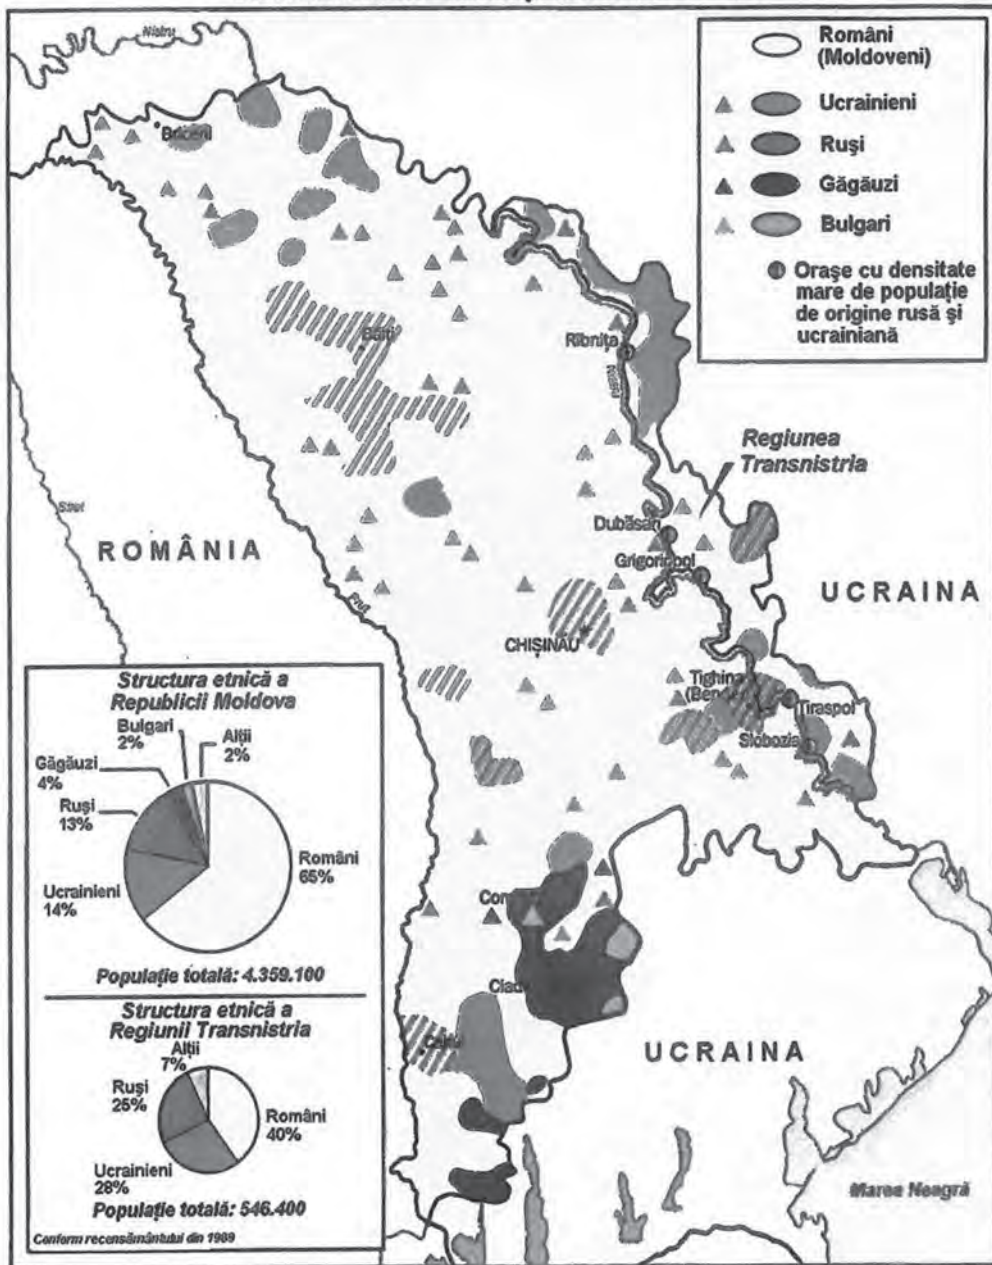 Nistru
Români
(Moldoveni)
Ucrainieni
Ruşi
Găgăuzi
Bulgari
Oraşe cu densitate
mare de populaţie
de origine rusă şi
ucrainiană
Briceni
Bălţi
Rîbniţa
Nistru
Regiunea
Transnistria
Dubăsari
Grigoriopol
Prut
ROMÂNIA
UCRAINA
CHIŞINĂU
Tighina
(Bender
Tiraspol
Slobozia
Com
Ciad
UCRAINA
Marea Neagră
Structura etnică a
Republicii Moldova
Bulgari
2%
Alţii
2%
Găgăuzi
4%
Ruşi
13%
Ucrainieni
14%
Români
65%
Populaţie totală: 4.359.100
Structura etnică a
Regiunii Transnistria
Alţii
7%
Ruşi
25%
Români
40%
Ucrainieni
28%
Populaţie totală: 546.400
Conform recensământului din 1989